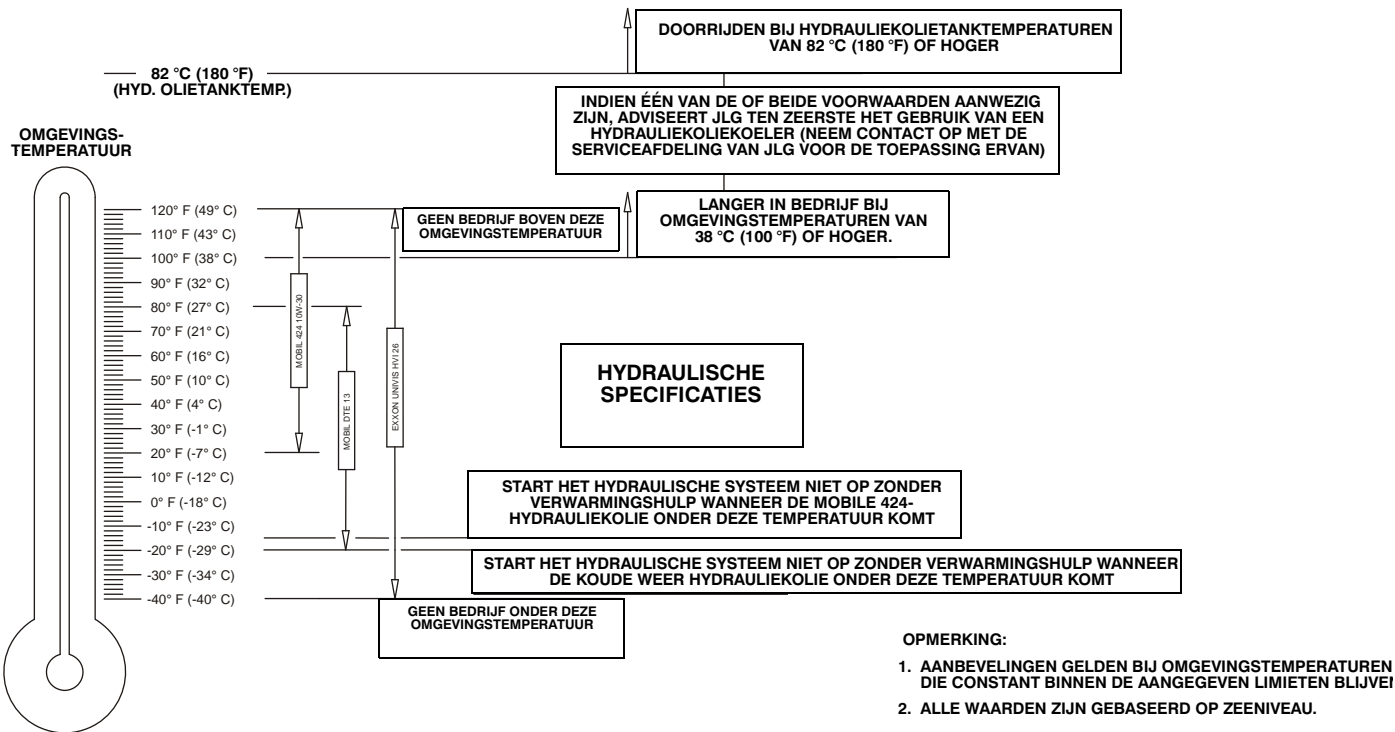 DOORRIJDEN BIJ HYDRAULIEKOLIETANKTEMPERATUREN
VAN 82 °C (180 °F) OF HOGER
82 °C (180 °F)
(HYD. OLIETANKTEMP.)
INDIEN ÉÉN VAN DE OF BEIDE VOORWAARDEN AANWEZIG
ZIJN, ADVISEERT JLG TEN ZEERSTE HET GEBRUIK VAN EEN
HYDRAULIEKOLIEKOELER (NEEM CONTACT OP MET DE
SERVICEAFDELING VAN JLG VOOR DE TOEPASSING ERVAN)
OMGEVINGS-
TEMPERATUUR
LANGER IN BEDRIJF BIJ
OMGEVINGSTEMPERATUREN VAN
38 °C (100 °F) OF HOGER.
GEEN BEDRIJF BOVEN DEZE
OMGEVINGSTEMPERATUUR
120° F (49° C)
110° F (43° C)
100° F (38° C)
90° F (32° C)
80° F (27° C)
70° F (21° C)
60° F (16° C)
50° F (10° C)
40° F (4° C)
30° F (-1° C)
20° F (-7° C)
10° F (-12° C)
0° F (-18° C)
-10° F (-23° C)
-20° F (-29° C)
-30° F (-34° C)
-40° F (-40° C)
MOBIL 424 10W-30
MOBIL DTE 13
EXXON UNIVIS HVI 26
HYDRAULISCHE
SPECIFICATIES
START HET HYDRAULISCHE SYSTEEM NIET OP ZONDER
VERWARMINGSHULP WANNEER DE MOBILE 424-
HYDRAULIEKOLIE ONDER DEZE TEMPERATUUR KOMT
START HET HYDRAULISCHE SYSTEEM NIET OP ZONDER VERWARMINGSHULP WANNEER
DE KOUDE WEER HYDRAULIEKOLIE ONDER DEZE TEMPERATUUR KOMT
GEEN BEDRIJF ONDER DEZE
OMGEVINGSTEMPERATUUR
OPMERKING:
1. AANBEVELINGEN GELDEN BIJ OMGEVINGSTEMPERATUREN
DIE CONSTANT BINNEN DE AANGEGEVEN LIMIETEN BLIJVEN
2. ALLE WAARDEN ZIJN GEBASEERD OP ZEENIVEAU.